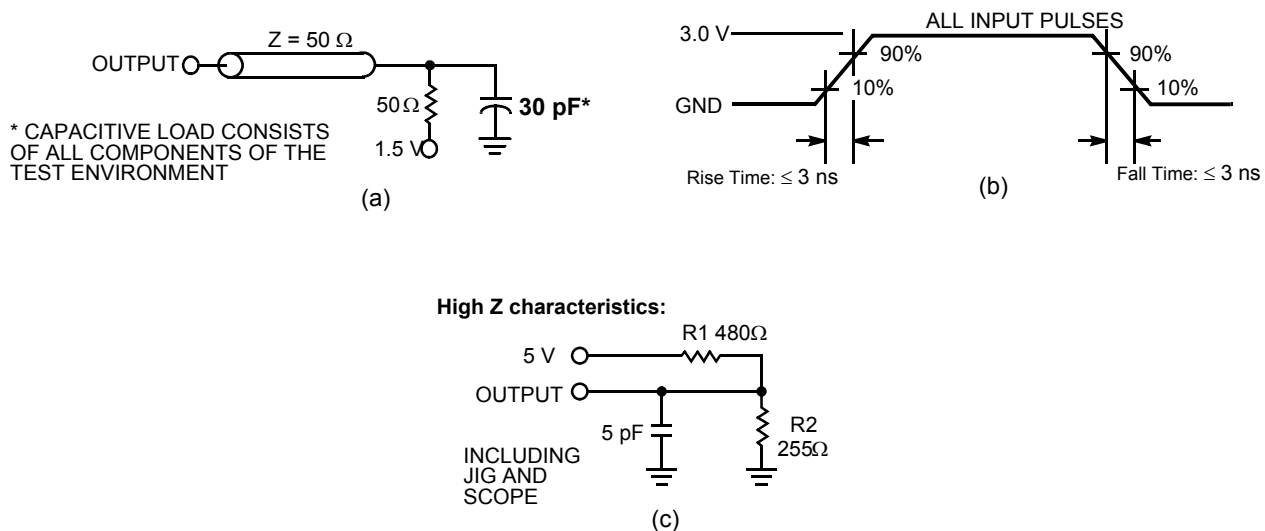 Z = 50 Ω
OUTPUT
50Ω
30 pF*
1.5 V
* CAPACITIVE LOAD CONSISTS
OF ALL COMPONENTS OF THE
TEST ENVIRONMENT
(a)
ALL INPUT PULSES
3.0 V
90%
10%
GND
90%
10%
Rise Time: ≤ 3 ns
Fall Time: ≤ 3 ns
(b)
High Z characteristics:
R1 480Ω
5 V
OUTPUT
5 pF
R2
255Ω
INCLUDING
JIG AND
SCOPE
(c)